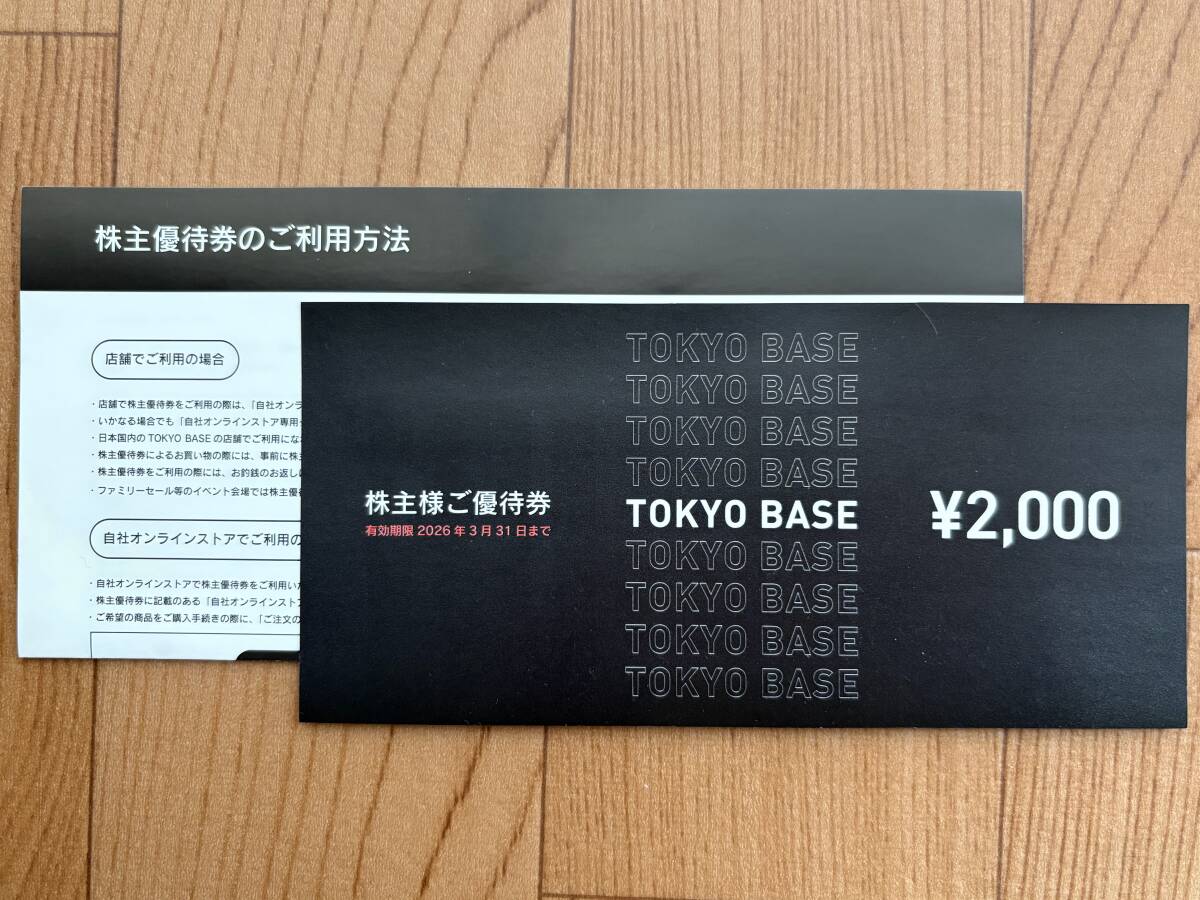 株主優待券のご利用方法
店舗でご利用の場合
・店舗で株主優待券をご利用の際は、「自社オンラ
・いかなる場合でも「自社オンラインストア専用
・日本国内の TOKYO BASE の店舗でご利用にな
・株主優待券によるお買い物の際には、事前に株
・株主優待券をご利用の際には、お釣銭のお返し
・ファミリーセール等のイベント会場では株主優
自社オンラインストアでご利用の
・自社オンラインストアで株主優待券をご利用い
・株主優待券に記載のある「自社オンラインスト
・ご希望の商品をご購入手続きの際に、「ご注文の
株主様ご優待券
有効期限 2026 年 3 月 31 日まで
TOKYO BASE
TOKYO BASE
TOKYO BASE
TOKYO BASE
TOKYO BASE
TOKYO BASE
TOKYO BASE
TOKYO BASE
TOKYO BASE
¥2,000